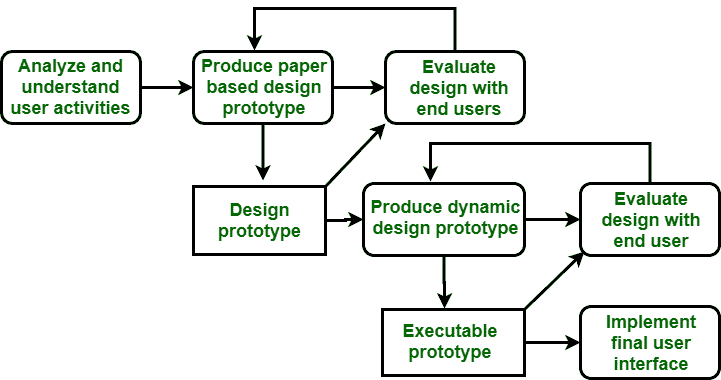 Analyze and
understand
user activities
Produce paper
based design
prototype
Evaluate
design with
end users
Design
prototype
Produce dynamic
design prototype
Evaluate
design with
end user
Executable
prototype
Implement
final user
interface